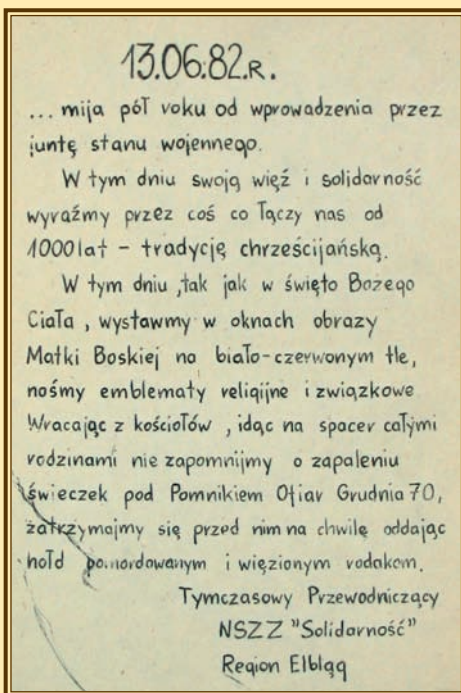 13.06.82.R.
... mija pół roku od wprowadzenia przez
juntę stanu wojennego.
W tym dniu swoją więź i solidarność
wyraźmy przez coś co łączy nas od
1000 lat - tradycję chrześcijańską.
W tym dniu, tak jak w święto Bożego
Ciała, wystawmy w oknach obrazy
Matki Boskiej na biało-czerwonym tle,
nośmy emblematy religijne i związkowe
Wracając z kościołów, idąc na spacer całymi
rodzinami nie zapomnijmy o zapaleniu
świeczek pod Pomnikiem Ofiar Grudnia 70,
zatrzymajmy się przed nim na chwilę oddając
hołd pomordowanym i więzionym rodakom.
Tymczasowy Przewodniczący
NSZZ "Solidarność"
Region Elbląg